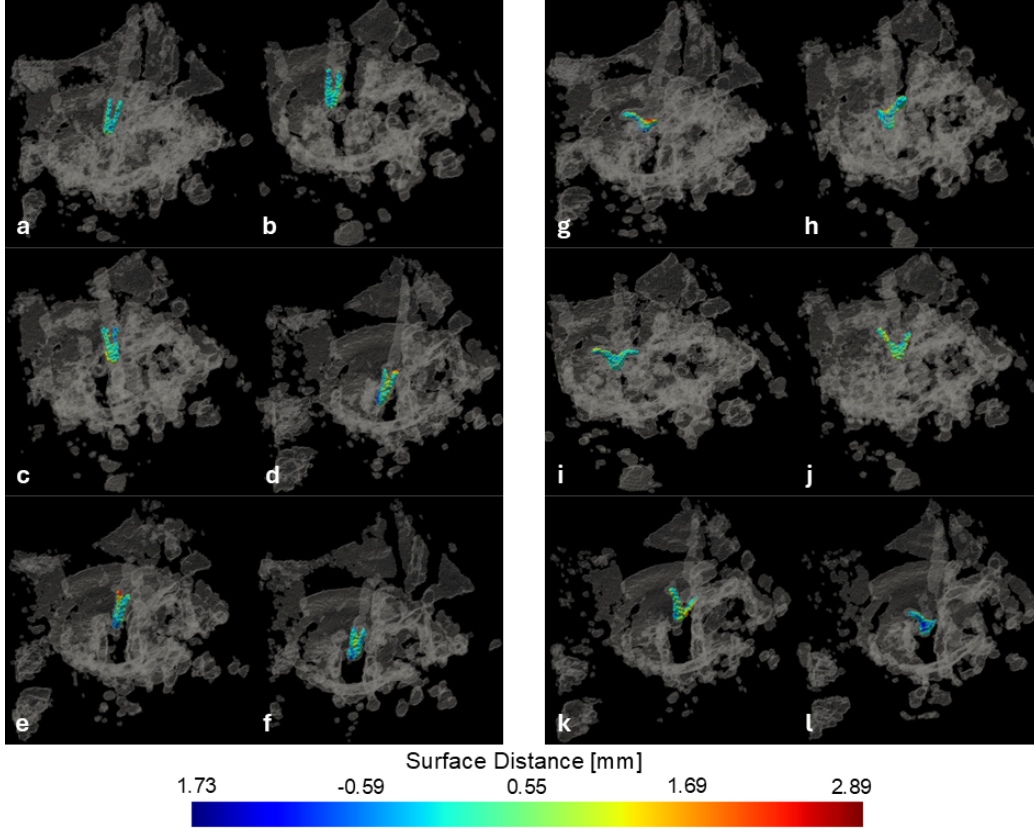 a b g h
c d i j
e f k l
Surface Distance [mm]
1.73 -0.59 0.55 1.69 2.89